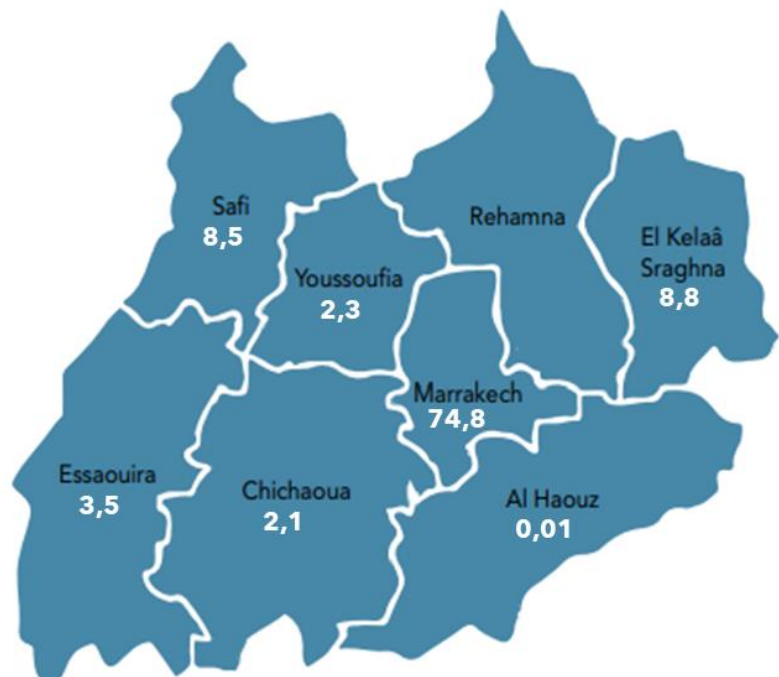 Safi
8,5
Rehamna
El Kelaâ
Sraghna
8,8
Youssoufia
2,3
Marrakech
74,8
Essaouira
3,5
Chichaoua
2,1
Al Haouz
0,01